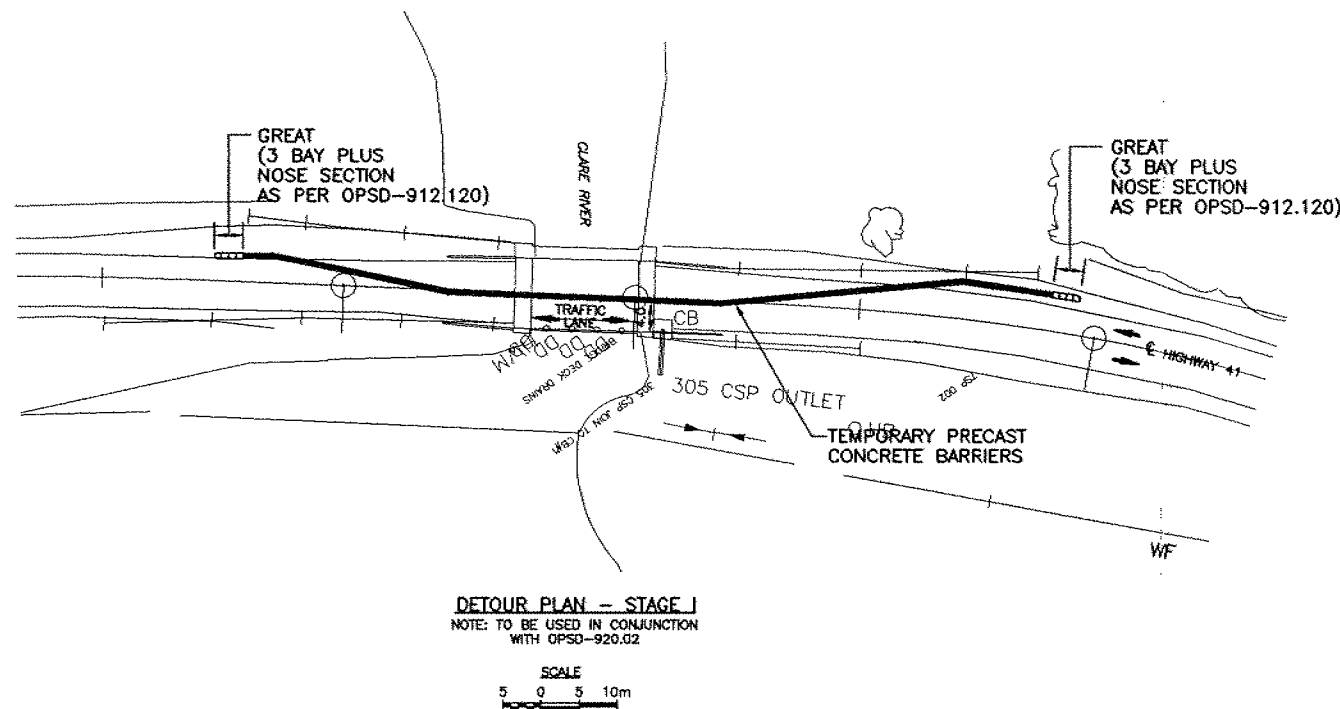 GREAT
(3 BAY PLUS
NOSE SECTION
AS PER OPSD-912.120)
CLARE RIVER
GREAT
(3 BAY PLUS
NOSE SECTION
AS PER OPSD-912.120)
TRAFFIC
LANE
CB
BRIDGE DECK DRAINS
305 CSP OUTLET
TSP 002
HIGHWAY 41
TEMPORARY PRECAST
CONCRETE BARRIERS
WF
DETOUR PLAN - STAGE I
NOTE: TO BE USED IN CONJUNCTION
WITH OPSD-920.02
SCALE
5 0 5 10m